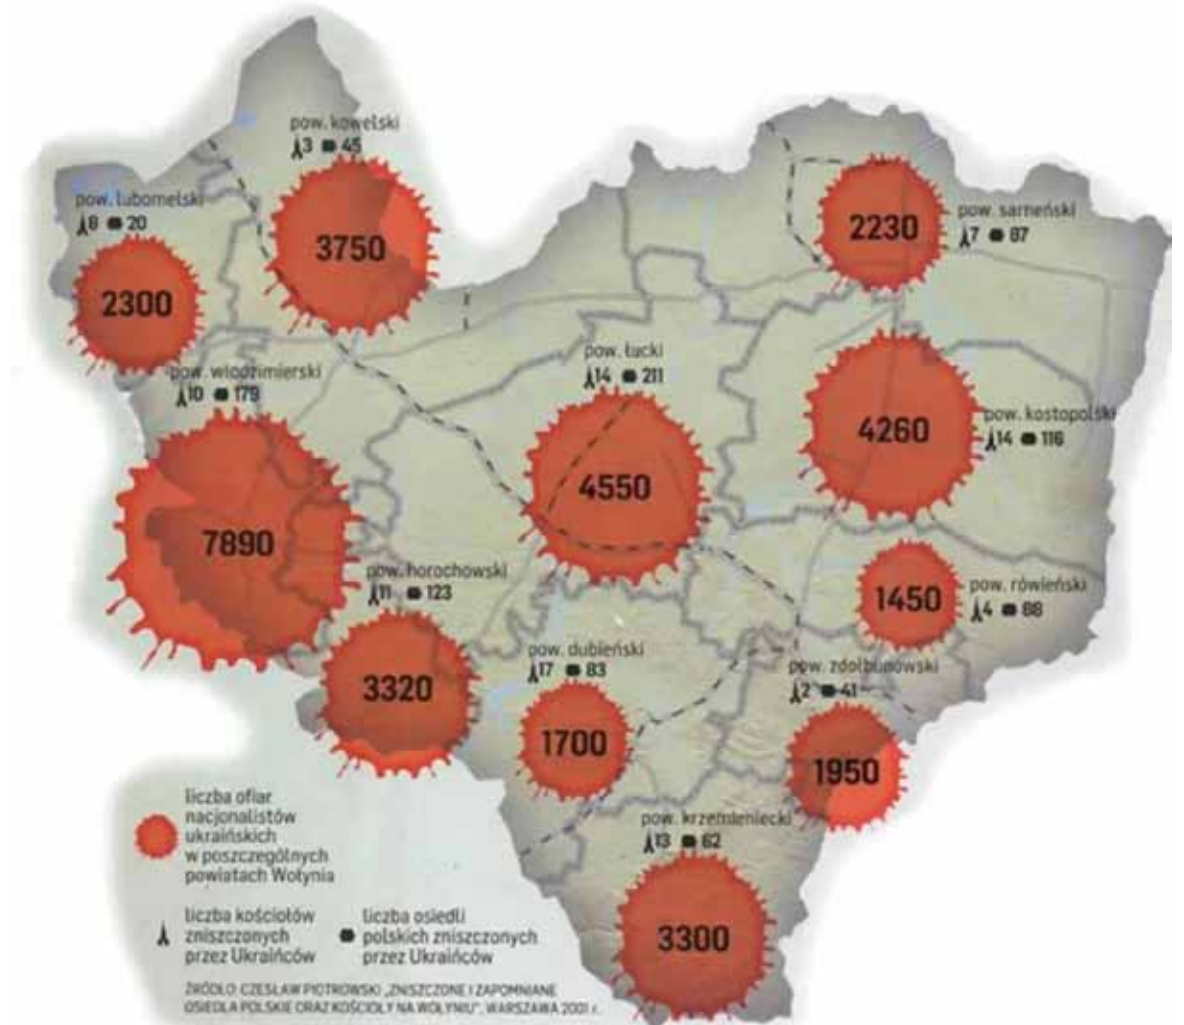 pow. kowelski
3 45
3750
pow. lubomelski
8 20
2300
pow. sarneński
7 87
2230
pow. włodzimierski
10 179
7890
pow. łucki
14 211
4550
pow. kostopolski
14 116
4260
pow. horochowski
11 123
3320
pow. rówieński
4 68
1450
pow. dubieński
17 83
1700
pow. zdołbunowski
2 41
1950
pow. krzemieniecki
13 62
3300
liczba ofiar
nacjonalistów
ukraińskich
w poszczególnych
powiatach Wołynia
liczba kościołów
zniszczonych
przez Ukraińców
liczba osiedli
polskich zniszczonych
przez Ukraińców
ŹRÓDŁO: CZESŁAW PIOTROWSKI „ZNISZCZONE I ZAPOMNIANE
OSIEDLA POLSKIE ORAZ KOŚCIOŁY NA WOŁYNIU", WARSZAWA 2001 r.